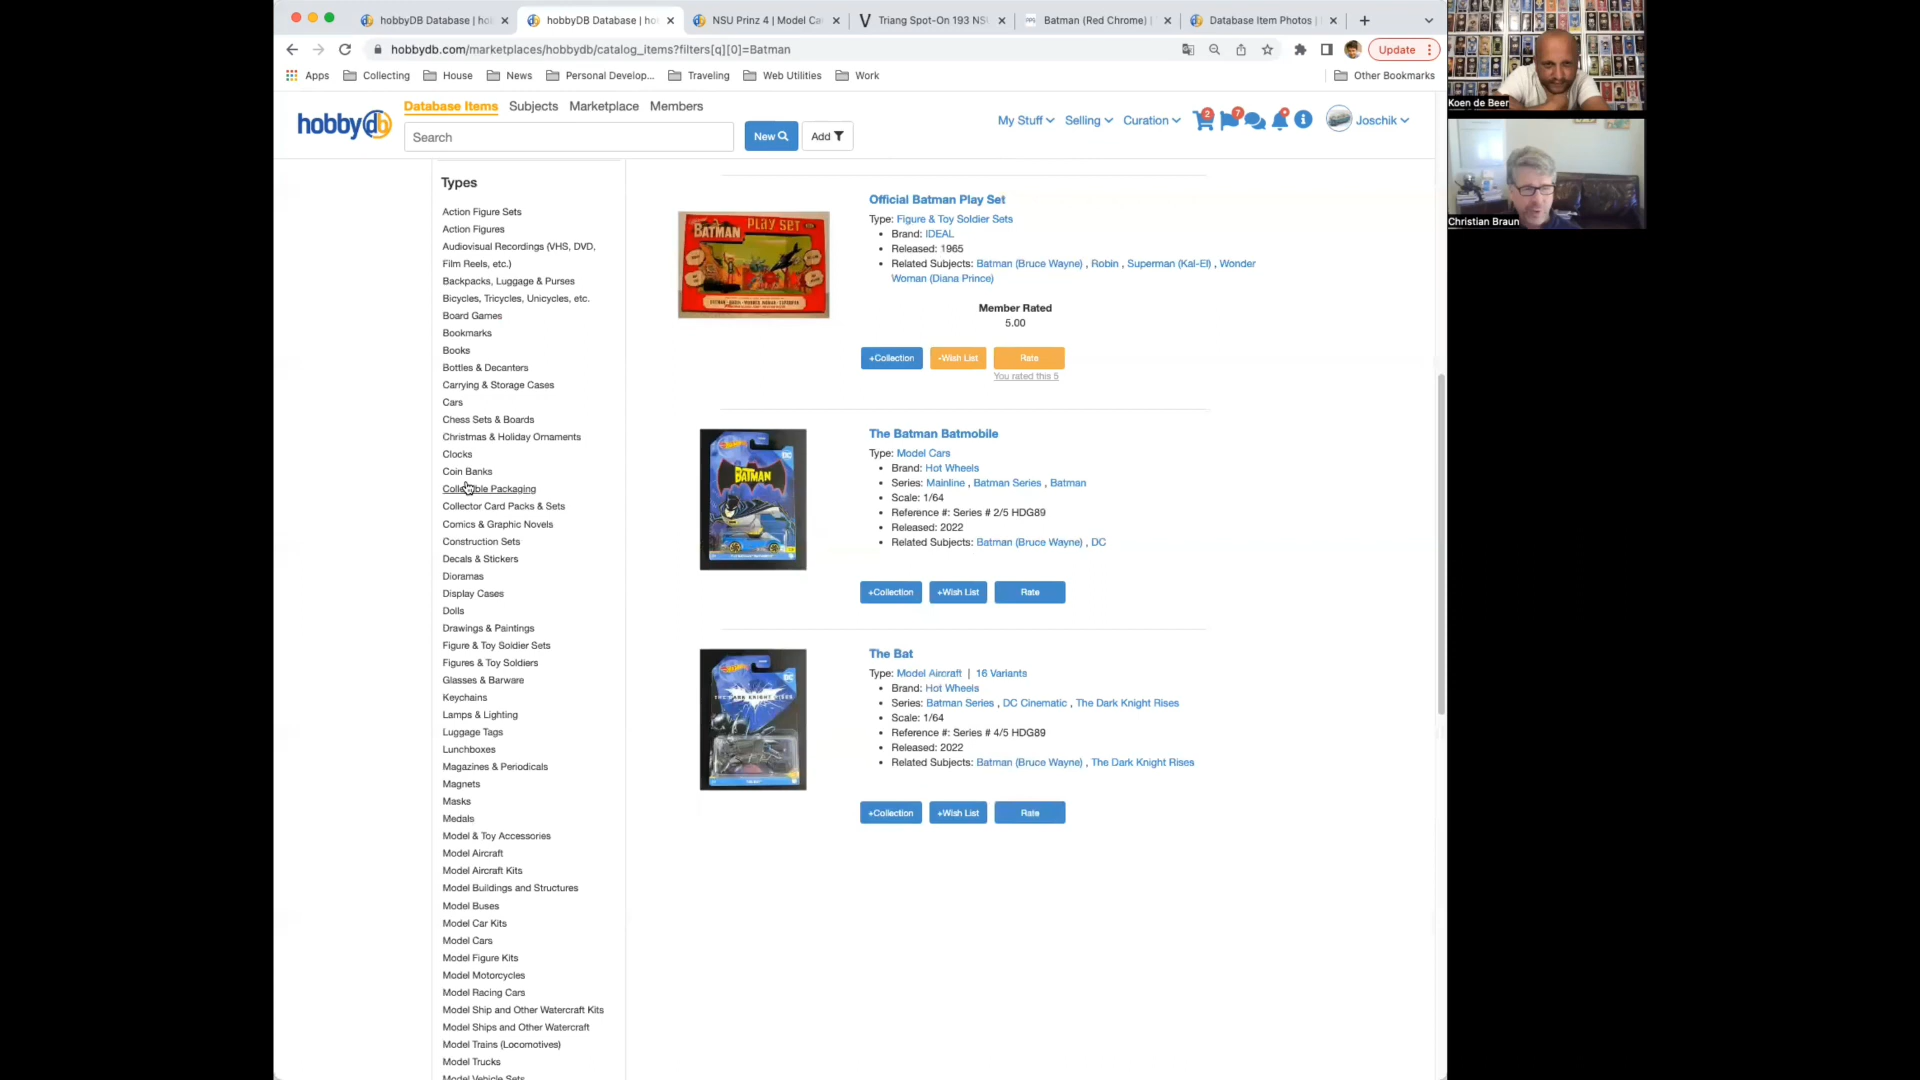 hobbyDB Database | hob
hobbyDB Database | hob
NSU Prinz 4 | Model Ca
Triang Spot-On 193 NS
Batman (Red Chrome) |
Database Item Photos |
hobbydb.com/marketplaces/hobbydb/catalog_items?filters[q][0]=Batman
Update
Apps
Collecting
House
News
Personal Develop...
Traveling
Web Utilities
Work
Other Bookmarks
hobbydb
Database Items
Subjects
Marketplace
Members
Search
New
Add
My Stuff
Selling
Curation
2
7
Joschik
Types
Action Figure Sets
Action Figures
Audiovisual Recordings (VHS, DVD,
Film Reels, etc.)
Backpacks, Luggage & Purses
Bicycles, Tricycles, Unicycles, etc.
Board Games
Bookmarks
Books
Bottles & Decanters
Carrying & Storage Cases
Cars
Chess Sets & Boards
Christmas & Holiday Ornaments
Clocks
Coin Banks
Collectible Packaging
Collector Card Packs & Sets
Comics & Graphic Novels
Construction Sets
Decals & Stickers
Dioramas
Display Cases
Dolls
Drawings & Paintings
Figure & Toy Soldier Sets
Figures & Toy Soldiers
Glasses & Barware
Keychains
Lamps & Lighting
Luggage Tags
Lunchboxes
Magazines & Periodicals
Magnets
Masks
Medals
Model & Toy Accessories
Model Aircraft
Model Aircraft Kits
Model Buildings and Structures
Model Buses
Model Car Kits
Model Cars
Model Figure Kits
Model Motorcycles
Model Racing Cars
Model Ship and Other Watercraft Kits
Model Ships and Other Watercraft
Model Trains (Locomotives)
Model Trucks
Model Vehicle Sets
BATMAN PLAY SET
Official Batman Play Set
Type: Figure & Toy Soldier Sets
Brand: IDEAL
Released: 1965
Related Subjects: Batman (Bruce Wayne) , Robin , Superman (Kal-El) , Wonder
Woman (Diana Prince)
Member Rated
5.00
+Collection
-Wish List
Rate
You rated this 5
BATMAN
The Batman Batmobile
Type: Model Cars
Brand: Hot Wheels
Series: Mainline , Batman Series , Batman
Scale: 1/64
Reference #: Series # 2/5 HDG89
Released: 2022
Related Subjects: Batman (Bruce Wayne) , DC
+Collection
+Wish List
Rate
THE DARK KNIGHT RISES
The Bat
Type: Model Aircraft | 16 Variants
Brand: Hot Wheels
Series: Batman Series , DC Cinematic , The Dark Knight Rises
Scale: 1/64
Reference #: Series # 4/5 HDG89
Released: 2022
Related Subjects: Batman (Bruce Wayne) , The Dark Knight Rises
+Collection
+Wish List
Rate
Koen de Beer
Christian Braun